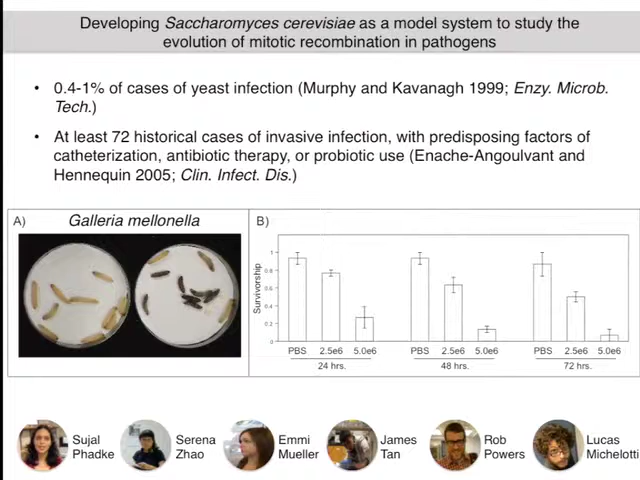 Developing Saccharomyces cerevisiae as a model system to study the
evolution of mitotic recombination in pathogens
• 0.4-1% of cases of yeast infection (Murphy and Kavanagh 1999; Enzy. Microb.
Tech.)
• At least 72 historical cases of invasive infection, with predisposing factors of
catheterization, antibiotic therapy, or probiotic use (Enache-Angoulvant and
Hennequin 2005; Clin. Infect. Dis.)
A) Galleria mellonella
B)
Survivorship
1
0.8
0.6
0.4
0.2
0
PBS 2.5e6 5.0e6 PBS 2.5e6 5.0e6 PBS 2.5e6 5.0e6
24 hrs. 48 hrs. 72 hrs.
Sujal
Phadke
Serena
Zhao
Emmi
Mueller
James
Tan
Rob
Powers
Lucas
Michelotti